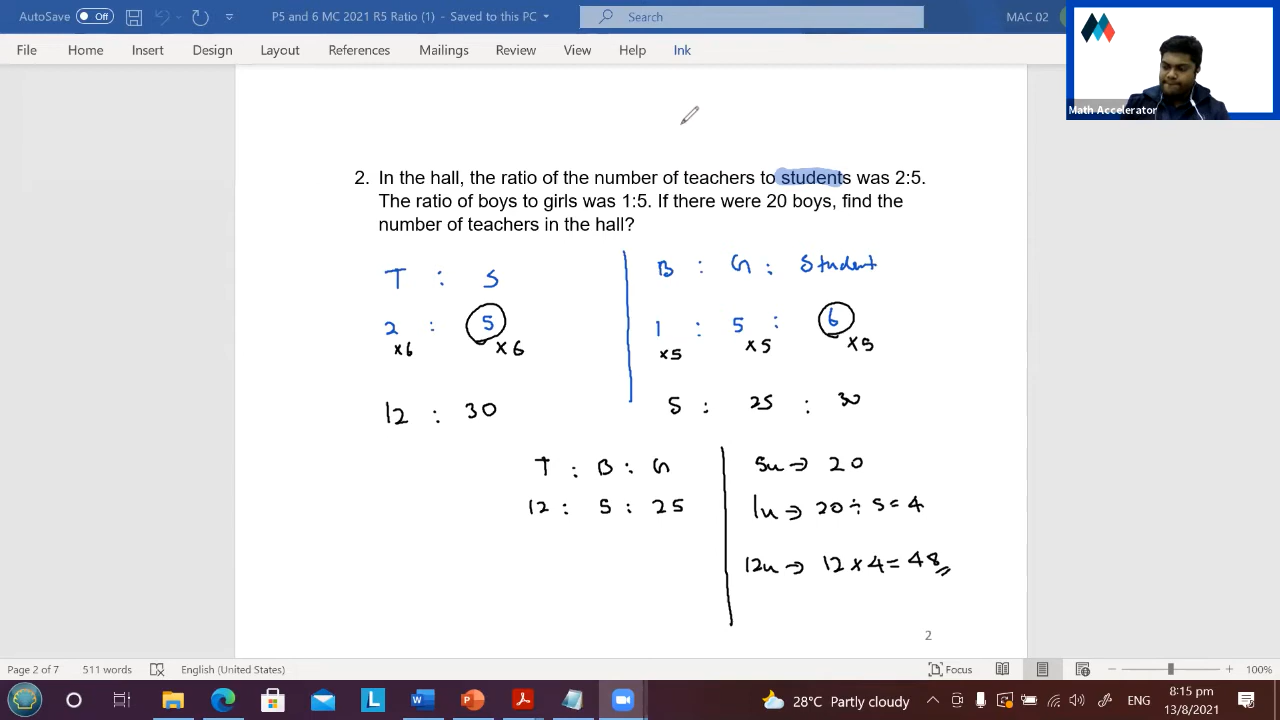 AutoSave Off P5 and 6 MC 2021 R5 Ratio (1) - Saved to this PC Search MAC 02
File Home Insert Design Layout References Mailings Review View Help Ink
Math Accelerator
2. In the hall, the ratio of the number of teachers to students was 2:5.
The ratio of boys to girls was 1:5. If there were 20 boys, find the
number of teachers in the hall?
T : S
B : G : Student
2 : 5
1 : 5 : 6
×6 ×6
×5 ×5 ×5
12 : 30
5 : 25 : 30
T : B : G
12 : 5 : 25
5u → 20
1u → 20 ÷ 5 = 4
12u → 12 × 4 = 48
2
Page 2 of 7 511 words English (United States) Focus 100%
28°C Partly cloudy ENG 8:15 pm
13/8/2021